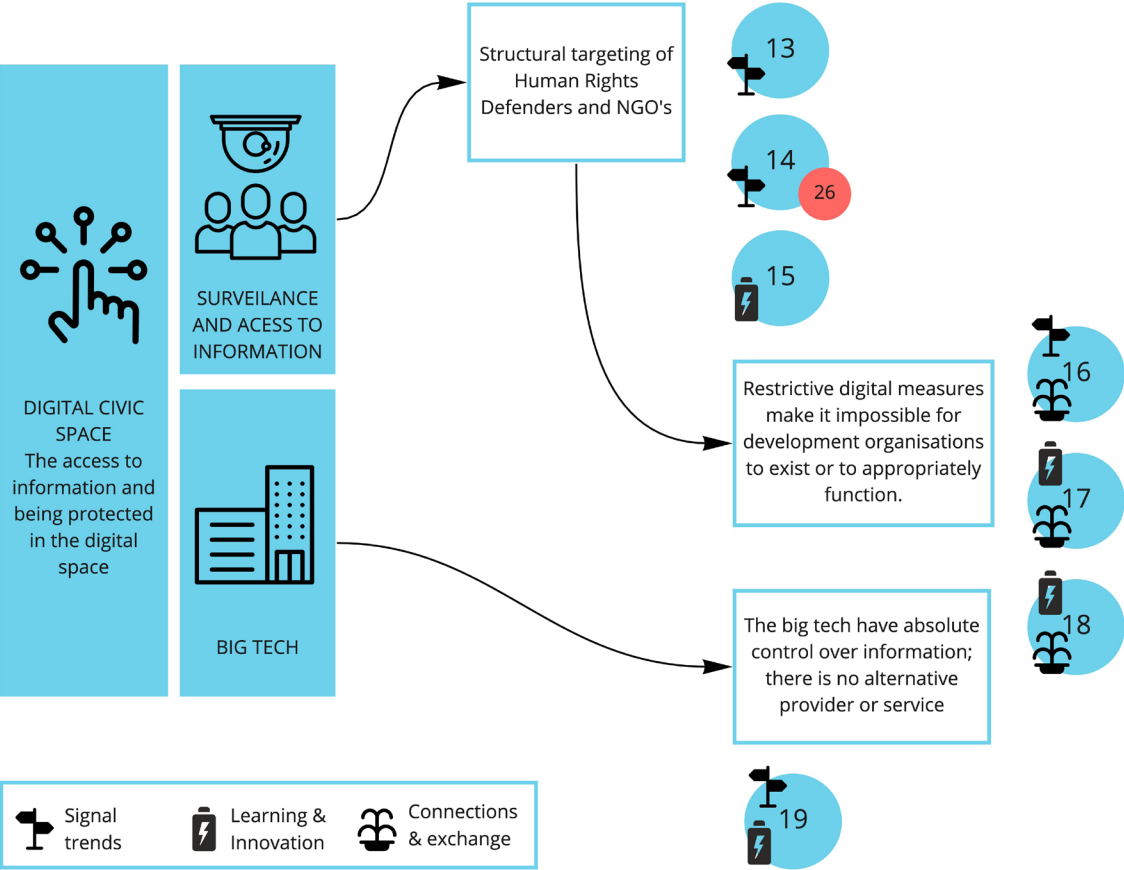 DIGITAL CIVIC
SPACE
The access to
information and
being protected
in the digital
space
SURVEILANCE
AND ACESS TO
INFORMATION
BIG TECH
Structural targeting of
Human Rights
Defenders and NGO's
13
14
26
15
Restrictive digital measures
make it impossible for
development organisations
to exist or to appropriately
function.
16
17
18
The big tech have absolute
control over information;
there is no alternative
provider or service
19
Signal
trends
Learning &
Innovation
Connections
& exchange